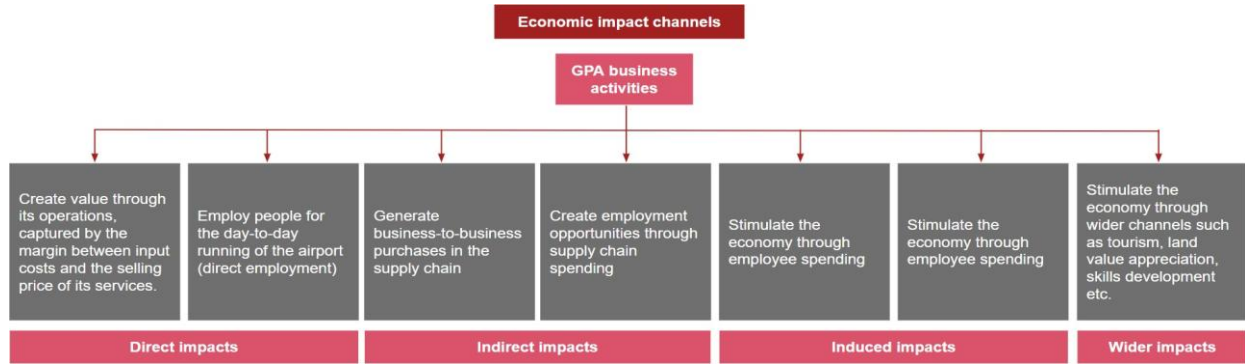 Economic impact channels
GPA business
activities
Create value through
its operations,
captured by the
margin between input
costs and the selling
price of its services.
Employ people for
the day-to-day
running of the airport
(direct employment)
Generate
business-to-business
purchases in the
supply chain
Create employment
opportunities through
supply chain
spending
Stimulate the
economy through
employee spending
Stimulate the
economy through
employee spending
Stimulate the
economy through
wider channels such
as tourism, land
value appreciation,
skills development
etc.
Direct impacts
Indirect impacts
Induced impacts
Wider impacts